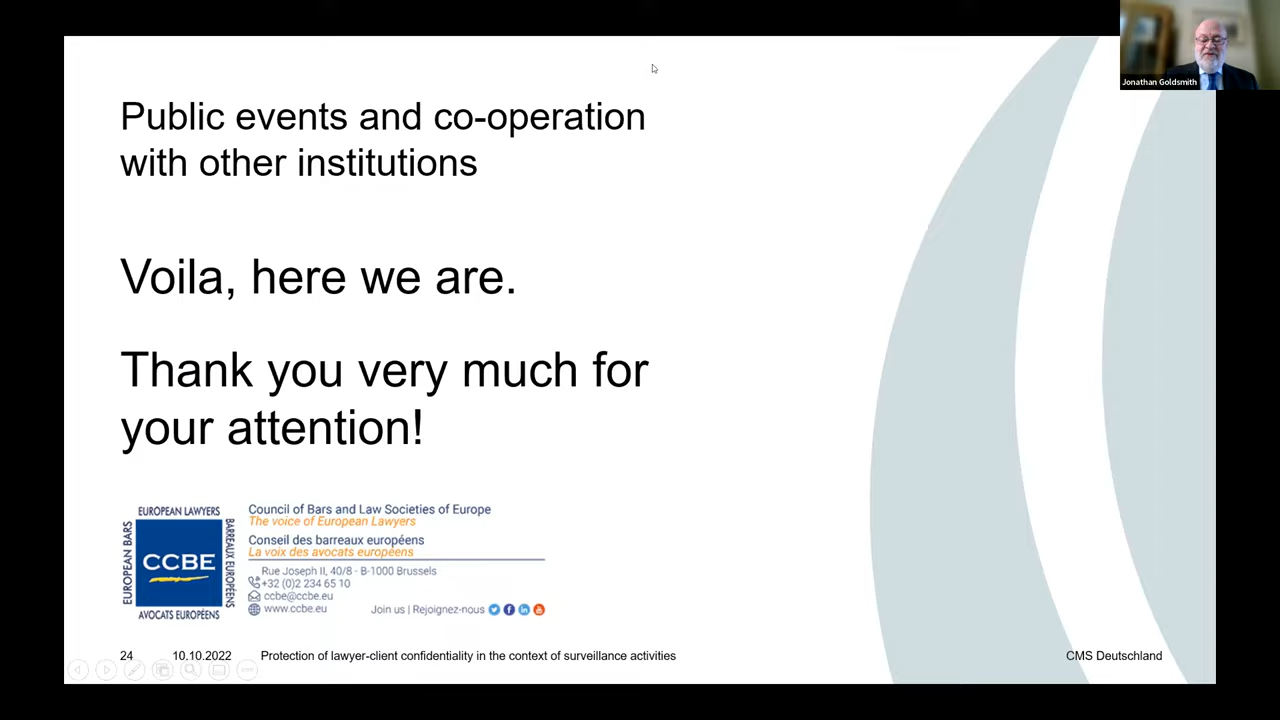 Jonathan Goldsmith
Public events and co-operation
with other institutions
Voila, here we are.
Thank you very much for
your attention!
EUROPEAN LAWYERS
EUROPEAN BARS
CCBE
BARREAUX EUROPÉENS
AVOCATS EUROPÉENS
Council of Bars and Law Societies of Europe
The voice of European Lawyers
Conseil des barreaux européens
La voix des avocats européens
Rue Joseph II, 40/8 - B-1000 Brussels
+32 (0)2 234 65 10
ccbe@ccbe.eu
www.ccbe.eu
Join us | Rejoignez-nous
24 10.10.2022 Protection of lawyer-client confidentiality in the context of surveillance activities CMS Deutschland